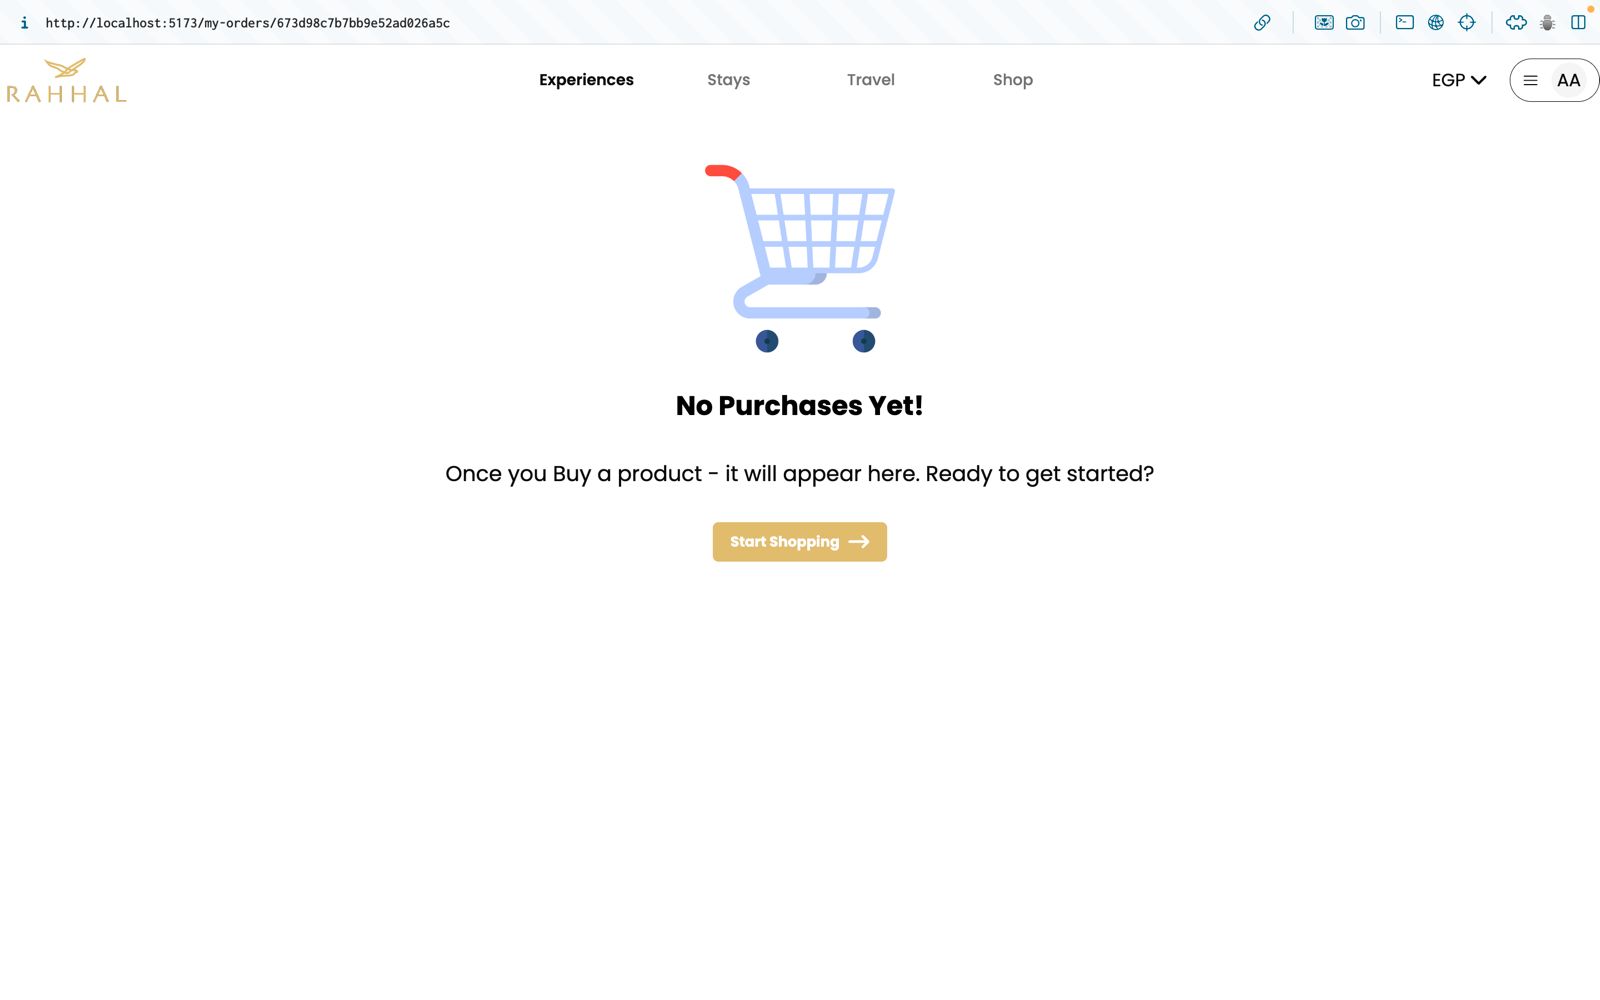 http://localhost:5173/my-orders/673d98c7b7bb9e52ad026a5c
RAHHAL
Experiences
Stays
Travel
Shop
EGP
AA
No Purchases Yet!
Once you Buy a product - it will appear here. Ready to get started?
Start Shopping